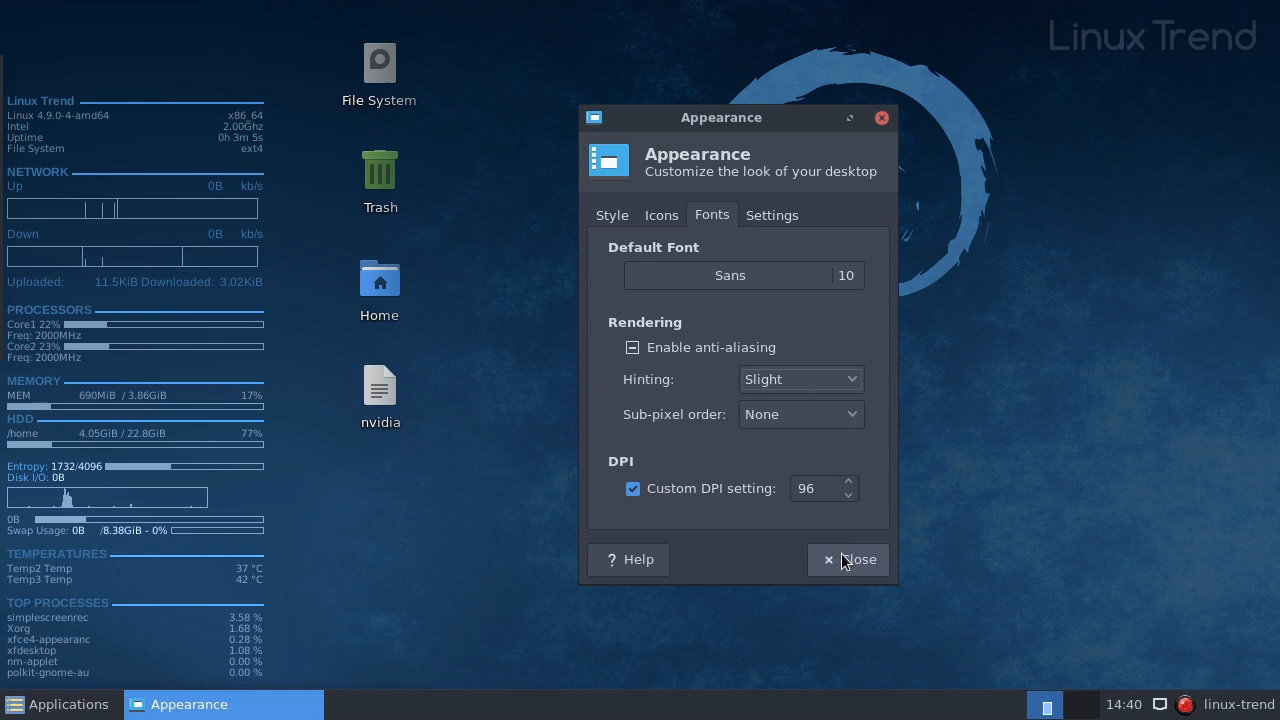 Linux Trend
Linux Trend
Linux 4.9.0-4-amd64 x86_64
Intel 2.00Ghz
Uptime 0h 3m 5s
File System ext4
NETWORK
Up 0B kb/s
Down 0B kb/s
Uploaded: 11.5KiB Downloaded: 3.02KiB
PROCESSORS
Core1 22%
Freq: 2000MHz
Core2 23%
Freq: 2000MHz
MEMORY
MEM 690MiB / 3.86GiB 17%
HDD
/home 4.05GiB / 22.8GiB 77%
Entropy: 1732/4096
Disk I/O: 0B
0B
Swap Usage: 0B /8.38GiB - 0%
TEMPERATURES
Temp2 Temp 37 °C
Temp3 Temp 42 °C
TOP PROCESSES
simplescreenrec 3.58 %
Xorg 1.68 %
xfce4-appearanc 0.28 %
xfdesktop 1.08 %
nm-applet 0.00 %
polkit-gnome-au 0.00 %
File System
Trash
Home
nvidia
Appearance
Appearance
Customize the look of your desktop
Style Icons Fonts Settings
Default Font
Sans 10
Rendering
Enable anti-aliasing
Hinting: Slight
Sub-pixel order: None
DPI
Custom DPI setting: 96
Help Close
Applications Appearance 14:40 linux-trend